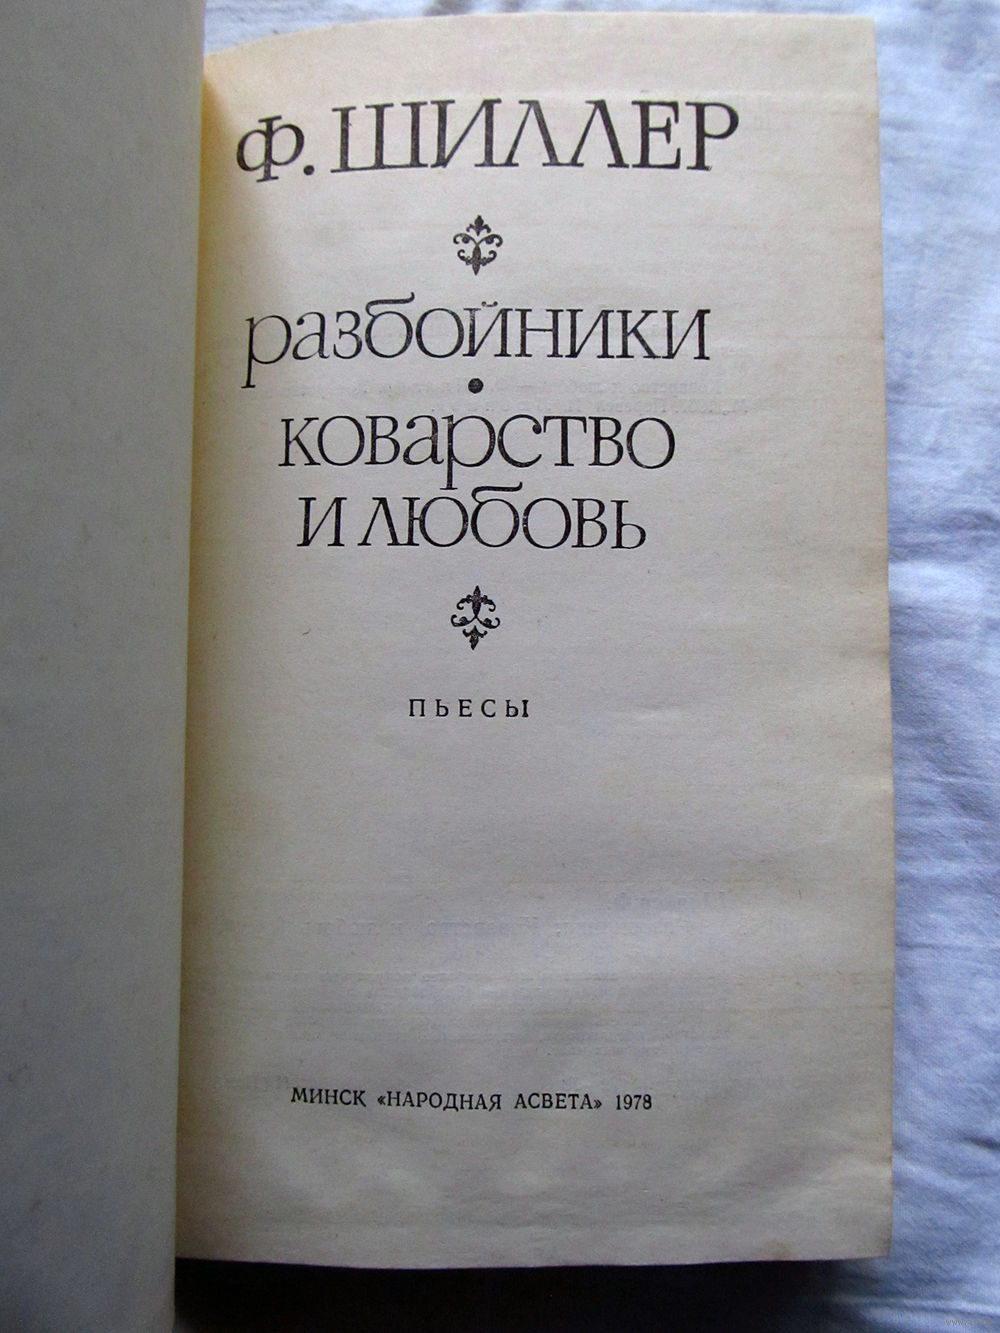 Ф. ШИЛЛЕР
разбойники
коварство
и любовь
ПЬЕСЫ
МИНСК «НАРОДНАЯ АСВЕТА» 1978